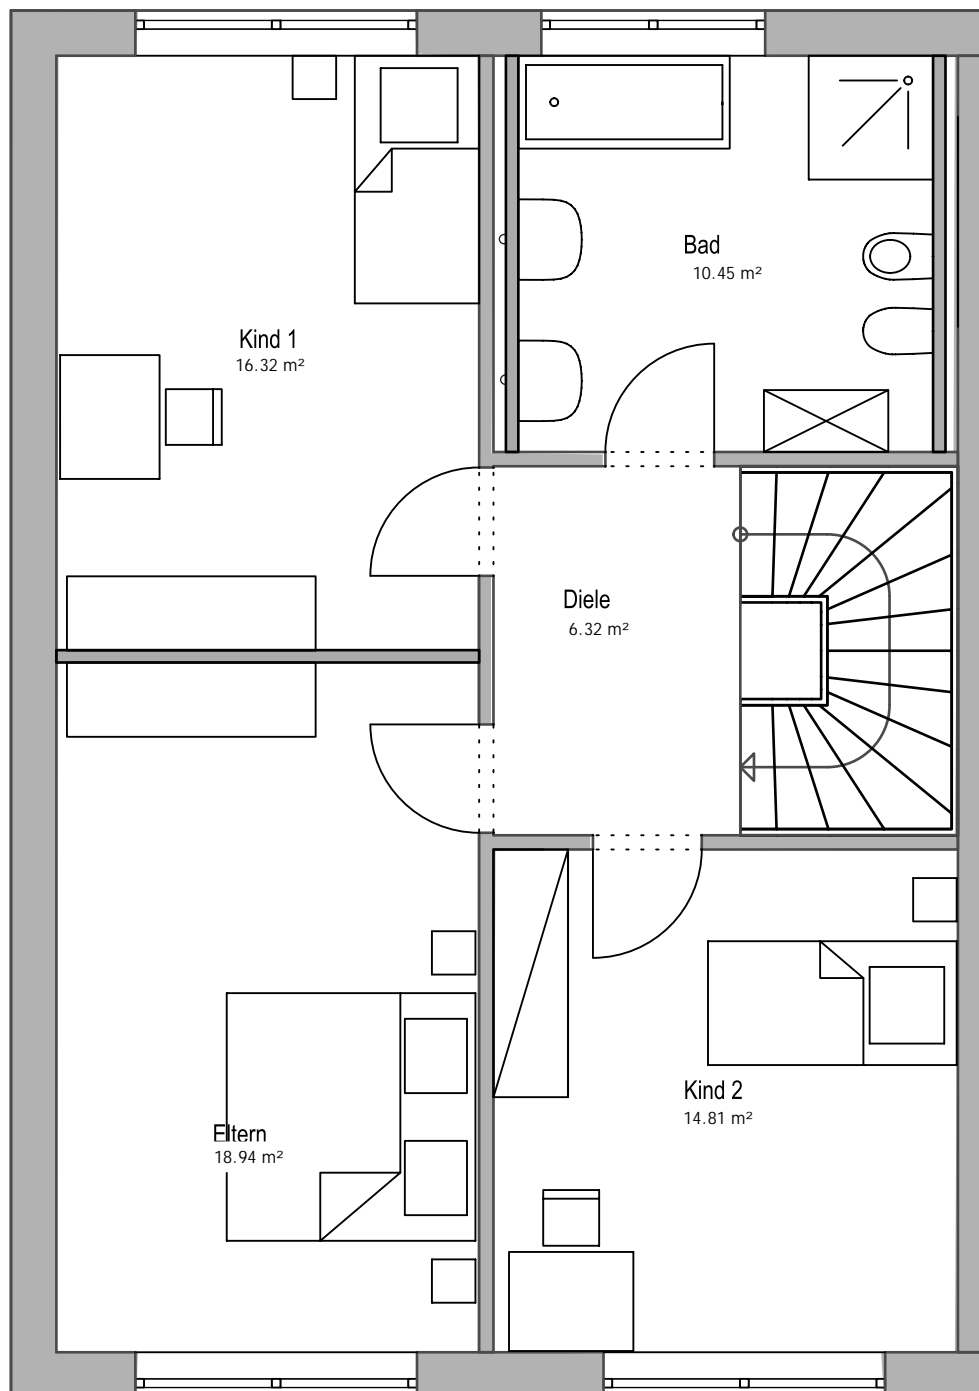 Bad
10.45 m²
Kind 1
16.32 m²
Diele
6.32 m²
Kind 2
14.81 m²
Eltern
18.94 m²